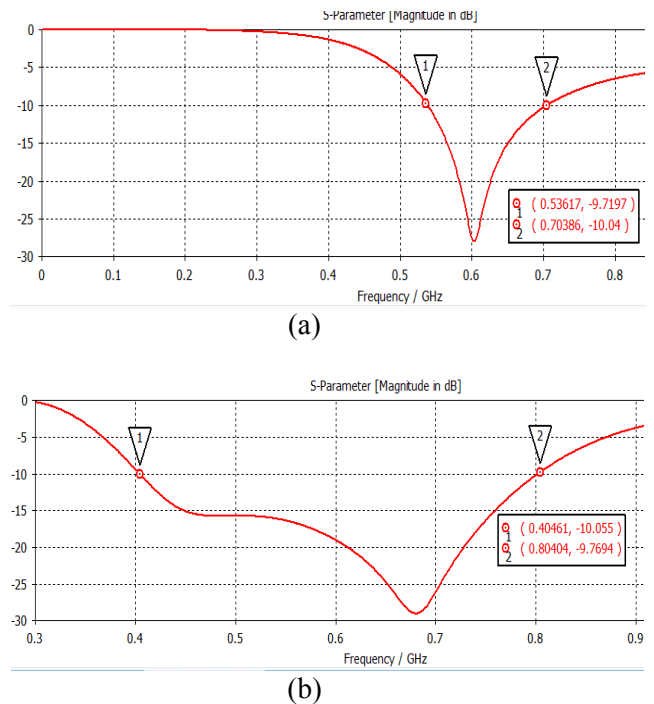 S-Parameter [Magnitude in dB]
0
-5
-10
-15
-20
-25
-30
1
2
1 ( 0.53617, -9.7197 )
2 ( 0.70386, -10.04 )
0 0.1 0.2 0.3 0.4 0.5 0.6 0.7 0.8
Frequency / GHz
(a)
S-Parameter [Magnitude in dB]
0
-5
-10
-15
-20
-25
-30
1
2
1 ( 0.40461, -10.055 )
2 ( 0.80404, -9.7694 )
0.3 0.4 0.5 0.6 0.7 0.8 0.9
Frequency / GHz
(b)